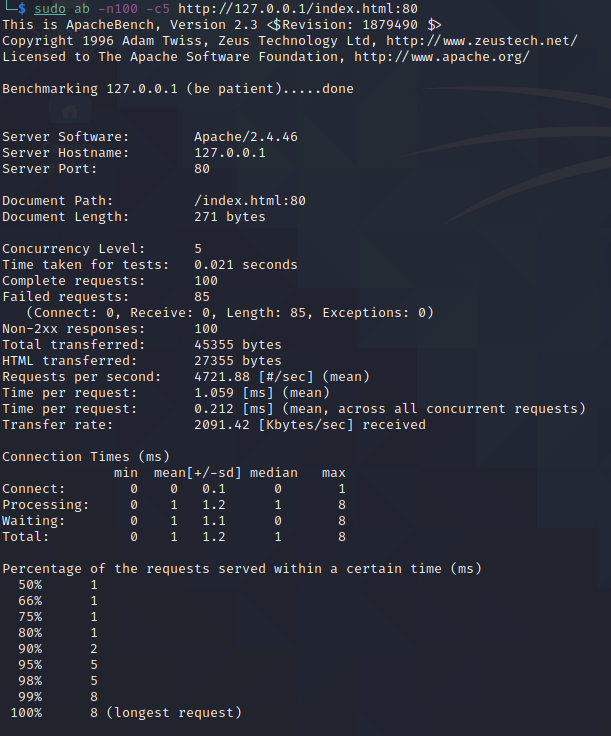 └─$ sudo ab -n100 -c5 http://127.0.0.1/index.html:80
This is ApacheBench, Version 2.3 <$Revision: 1879490 $>
Copyright 1996 Adam Twiss, Zeus Technology Ltd, http://www.zeustech.net/
Licensed to The Apache Software Foundation, http://www.apache.org/

Benchmarking 127.0.0.1 (be patient).....done


Server Software:        Apache/2.4.46
Server Hostname:        127.0.0.1
Server Port:            80

Document Path:          /index.html:80
Document Length:        271 bytes

Concurrency Level:      5
Time taken for tests:   0.021 seconds
Complete requests:      100
Failed requests:        85
   (Connect: 0, Receive: 0, Length: 85, Exceptions: 0)
Non-2xx responses:      100
Total transferred:      45355 bytes
HTML transferred:       27355 bytes
Requests per second:    4721.88 [#/sec] (mean)
Time per request:       1.059 [ms] (mean)
Time per request:       0.212 [ms] (mean, across all concurrent requests)
Transfer rate:          2091.42 [Kbytes/sec] received

Connection Times (ms)
              min  mean[+/-sd] median   max
Connect:        0    0   0.1      0       1
Processing:     0    1   1.2      1       8
Waiting:        0    1   1.1      0       8
Total:          0    1   1.2      1       8

Percentage of the requests served within a certain time (ms)
  50%      1
  66%      1
  75%      1
  80%      1
  90%      2
  95%      5
  98%      5
  99%      8
 100%      8 (longest request)